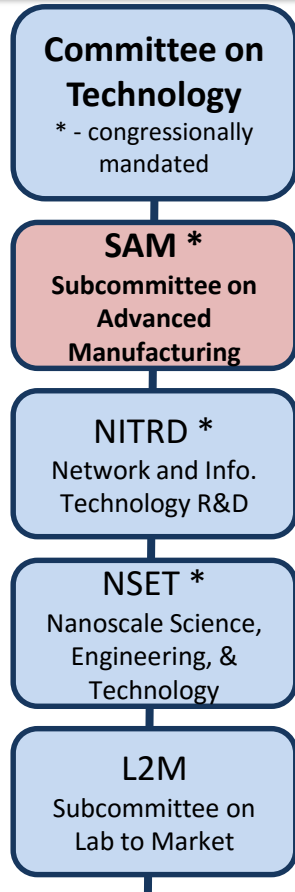 Committee on
Technology
* - congressionally
mandated
SAM *
Subcommittee on
Advanced
Manufacturing
NITRD *
Network and Info.
Technology R&D
NSET *
Nanoscale Science,
Engineering, &
Technology
L2M
Subcommittee on
Lab to Market